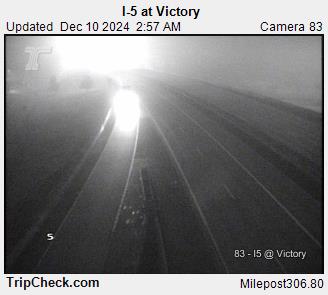 I-5 at Victory
Updated  Dec 10 2024  2:57 AM
Camera 83
S
83 - I5 @ Victory
TripCheck.com
Milepost306.80